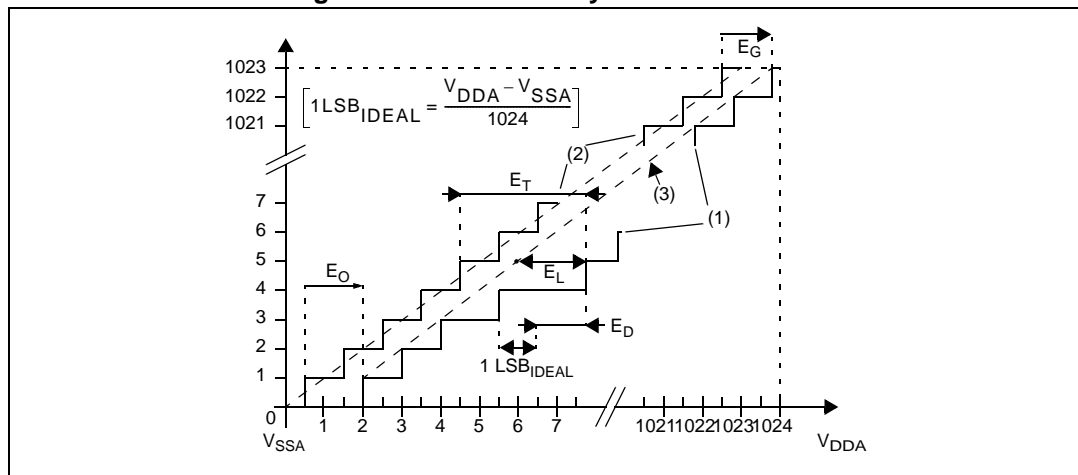 E_G
1023
1022
1021
[1LSB_IDEAL = (V_DDA − V_SSA) / 1024]
(2)
(3)
(1)
E_T
7
6
5
4
3
2
1
0
E_O
E_L
E_D
1 LSB_IDEAL
1 2 3 4 5 6 7 1021 1022 1023 1024
V_SSA
V_DDA